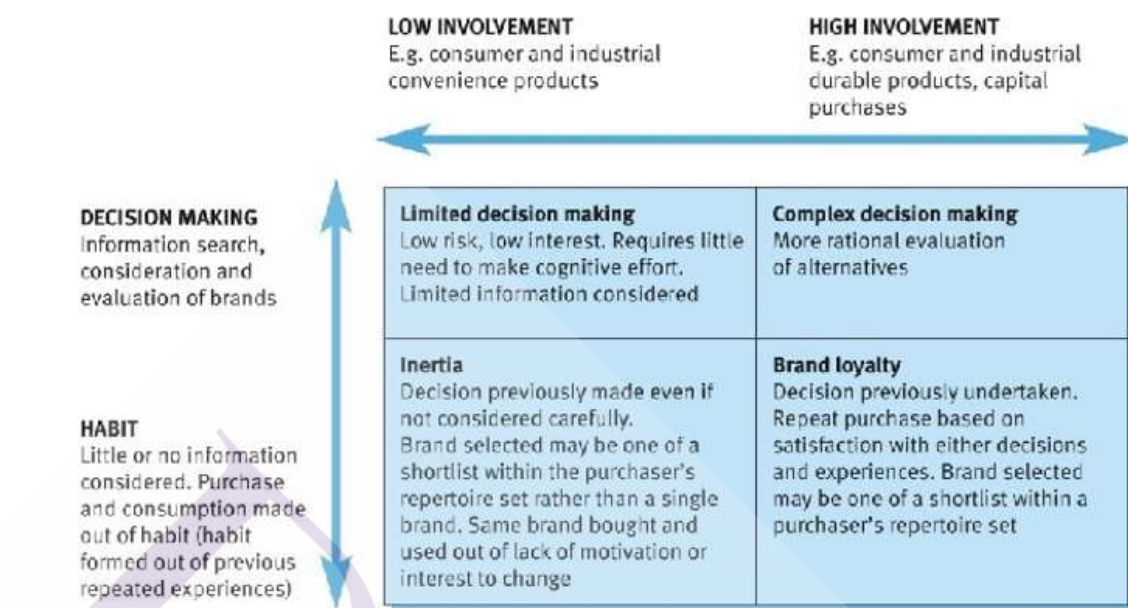 LOW INVOLVEMENT
E.g. consumer and industrial
convenience products
HIGH INVOLVEMENT
E.g. consumer and industrial
durable products, capital
purchases
DECISION MAKING
Information search,
consideration and
evaluation of brands
Limited decision making
Low risk, low interest. Requires little
need to make cognitive effort.
Limited information considered
Complex decision making
More rational evaluation
of alternatives
HABIT
Little or no information
considered. Purchase
and consumption made
out of habit (habit
formed out of previous
repeated experiences)
Inertia
Decision previously made even if
not considered carefully.
Brand selected may be one of a
shortlist within the purchaser's
repertoire set rather than a single
brand. Same brand bought and
used out of lack of motivation or
interest to change
Brand loyalty
Decision previously undertaken.
Repeat purchase based on
satisfaction with either decisions
and experiences. Brand selected
may be one of a shortlist within a
purchaser's repertoire set